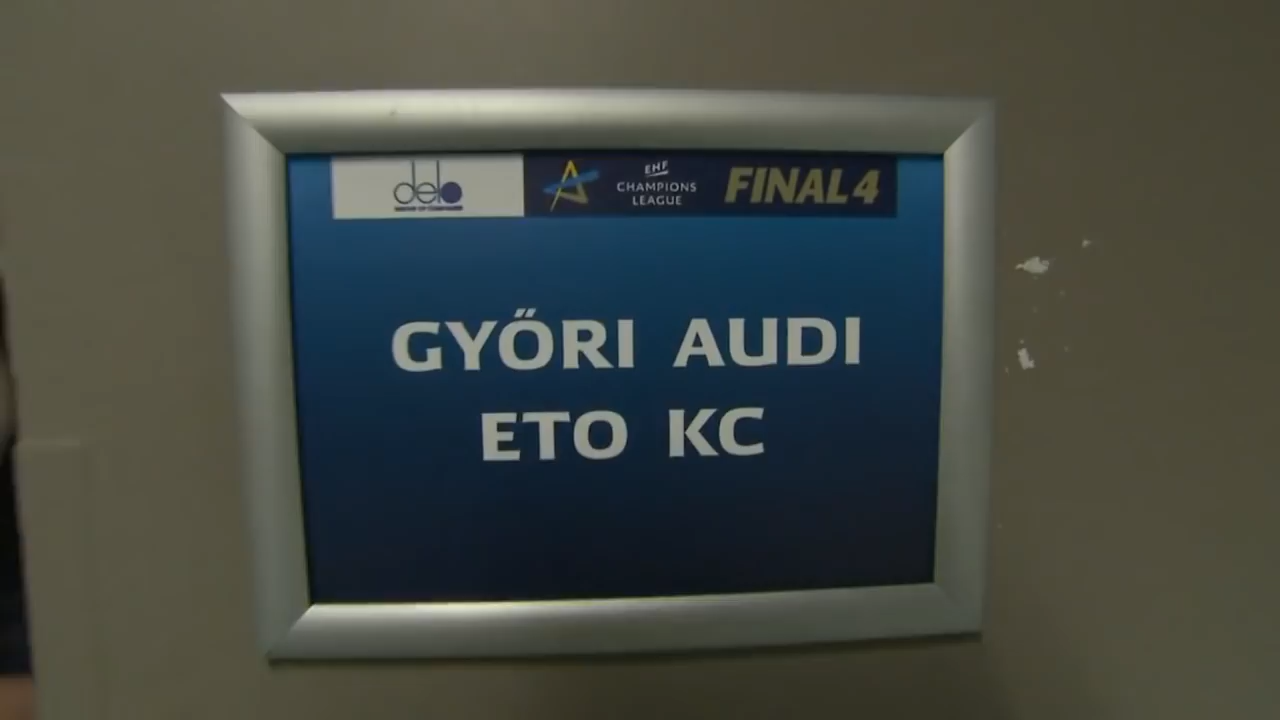 delo
EHF
CHAMPIONS
LEAGUE
FINAL4
GYŐRI AUDI
ETO KC